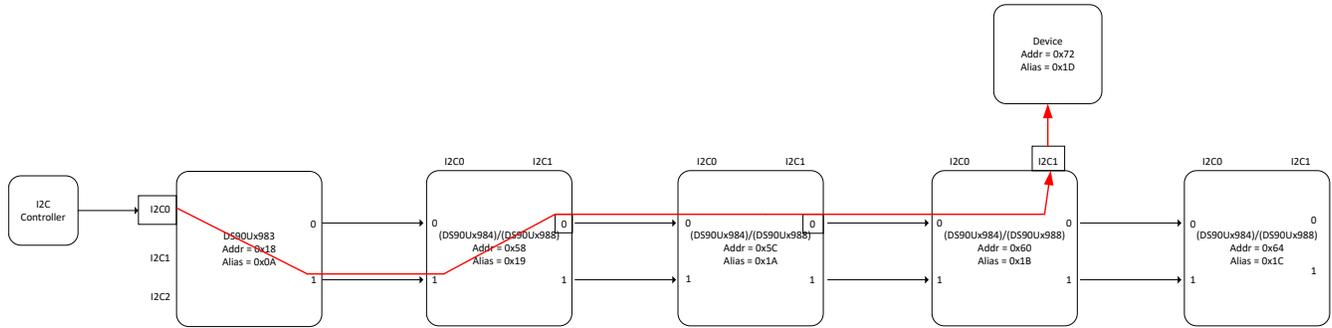 Device
Addr = 0x72
Alias = 0x1D
I2C0 I2C1
I2C0 I2C1
I2C0 I2C1
I2C0 I2C1
I2C
Controller
I2C0
I2C1
I2C2
DS90Ux983
Addr = 0x18
Alias = 0x0A
0
1
0
1
(DS90Ux984)/(DS90Ux988)
Addr = 0x58
Alias = 0x19
0
1
0
1
(DS90Ux984)/(DS90Ux988)
Addr = 0x5C
Alias = 0x1A
0
1
0
1
(DS90Ux984)/(DS90Ux988)
Addr = 0x60
Alias = 0x1B
0
1
0
1
(DS90Ux984)/(DS90Ux988)
Addr = 0x64
Alias = 0x1C
0
1